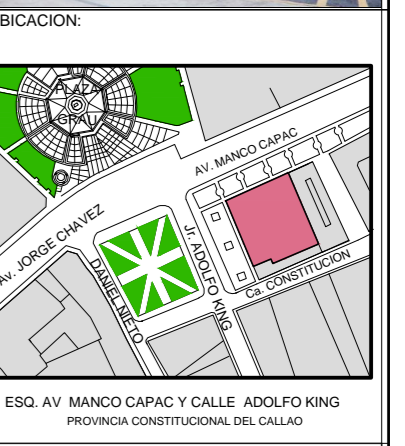 BICACION:
PLAZA
GRAU
AV. MANCO CAPAC
Av. JORGE CHAVEZ
Jr. ADOLFO KING
DANIEL NIETO
Ca. CONSTITUCION
ESQ. AV MANCO CAPAC Y CALLE ADOLFO KING
PROVINCIA CONSTITUCIONAL DEL CALLAO